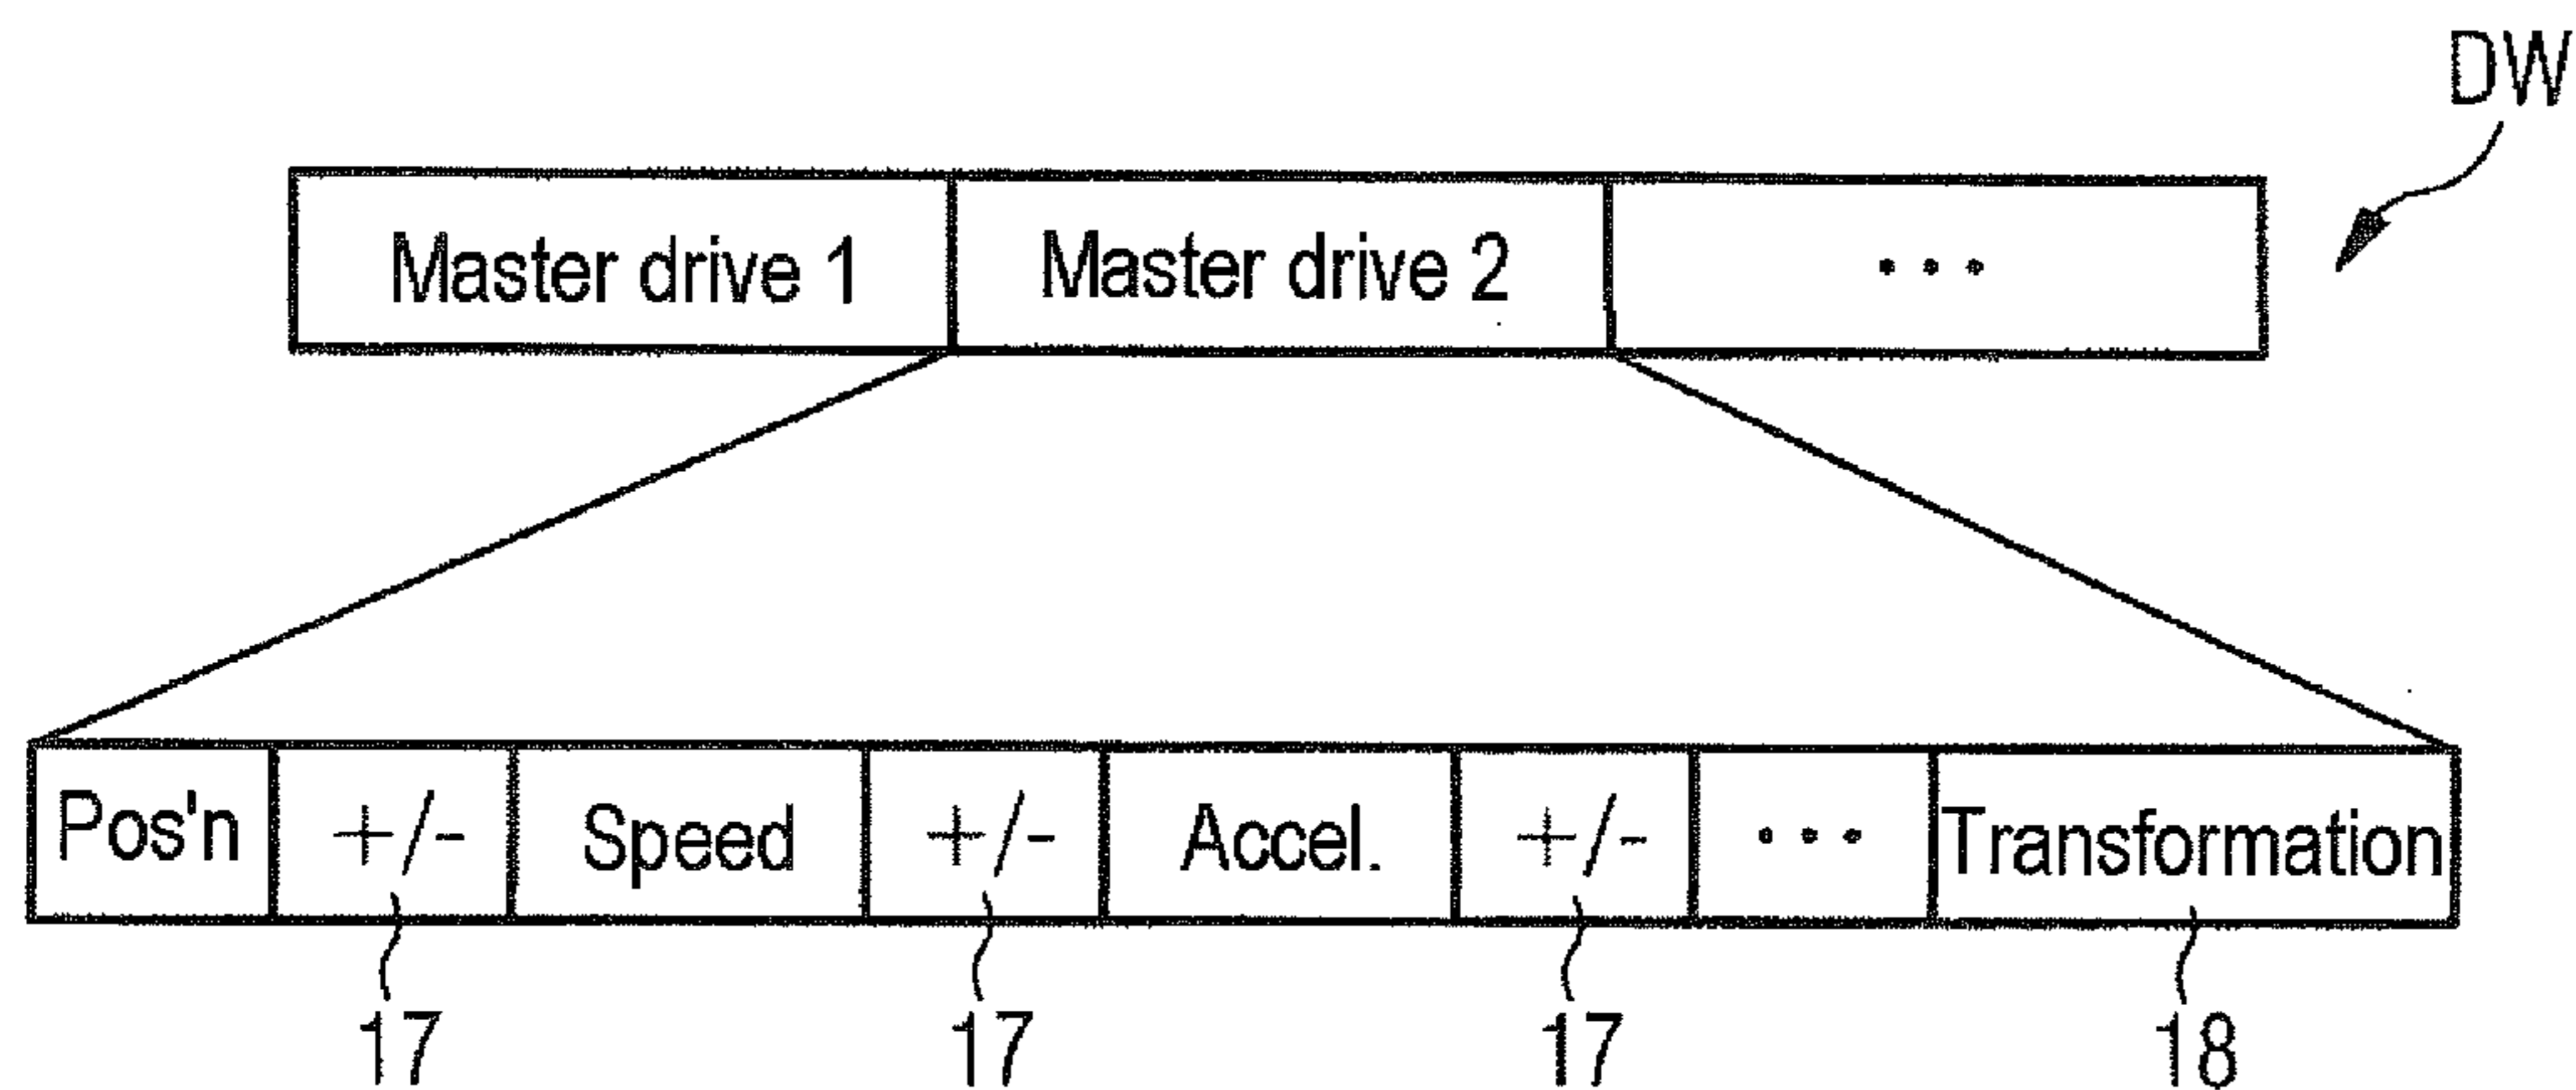 DW
Master drive 1 Master drive 2 ...
Pos'n +/- Speed +/- Accel. +/- ... Transformation
17 17 17 18